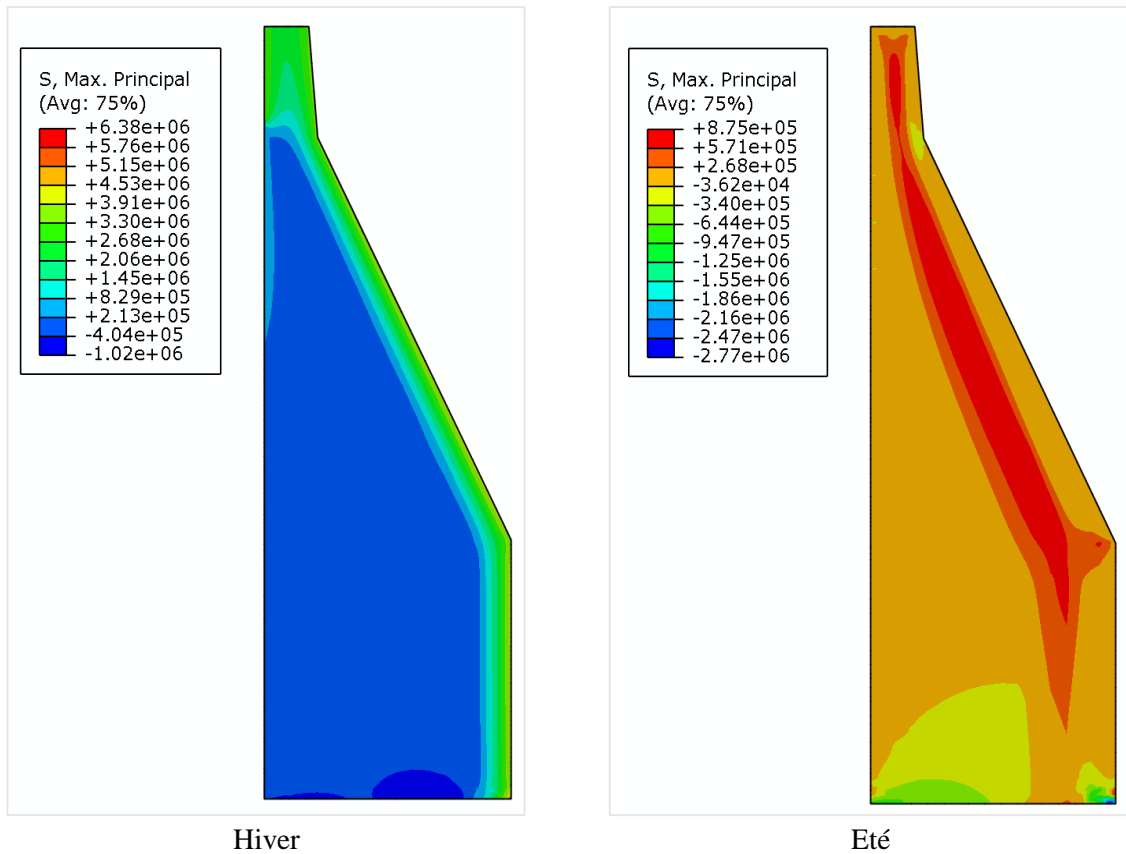 S, Max. Principal
(Avg: 75%)
+6.38e+06
+5.76e+06
+5.15e+06
+4.53e+06
+3.91e+06
+3.30e+06
+2.68e+06
+2.06e+06
+1.45e+06
+8.29e+05
+2.13e+05
-4.04e+05
-1.02e+06
S, Max. Principal
(Avg: 75%)
+8.75e+05
+5.71e+05
+2.68e+05
-3.62e+04
-3.40e+05
-6.44e+05
-9.47e+05
-1.25e+06
-1.55e+06
-1.86e+06
-2.16e+06
-2.47e+06
-2.77e+06
Hiver
Eté